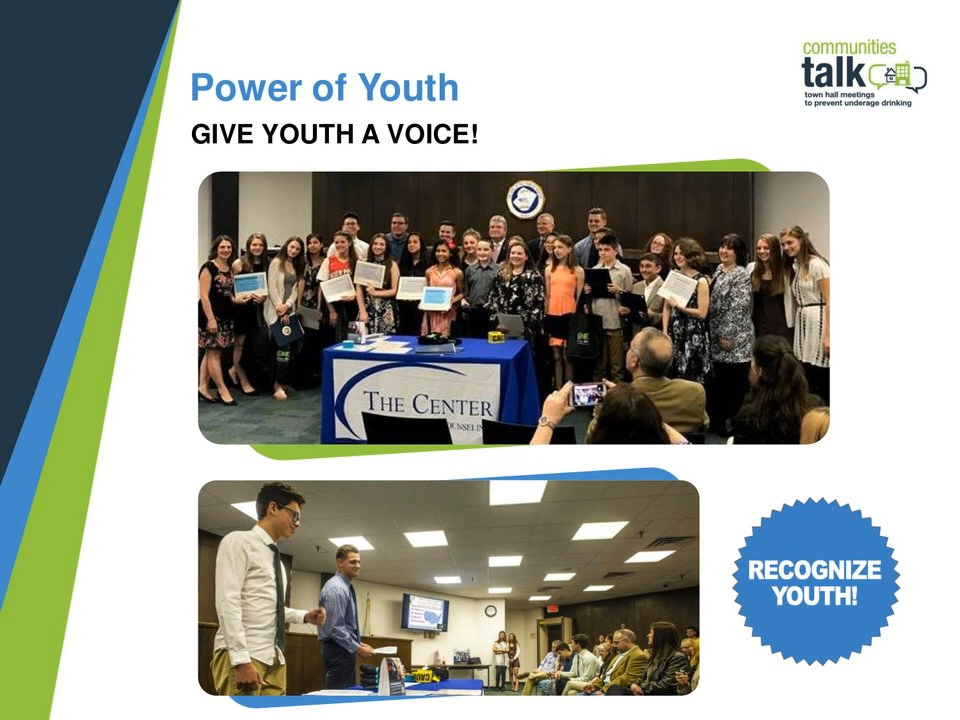 communities
talk
town hall meetings
to prevent underage drinking
Power of Youth
GIVE YOUTH A VOICE!
THE CENTER
RECOGNIZE
YOUTH!